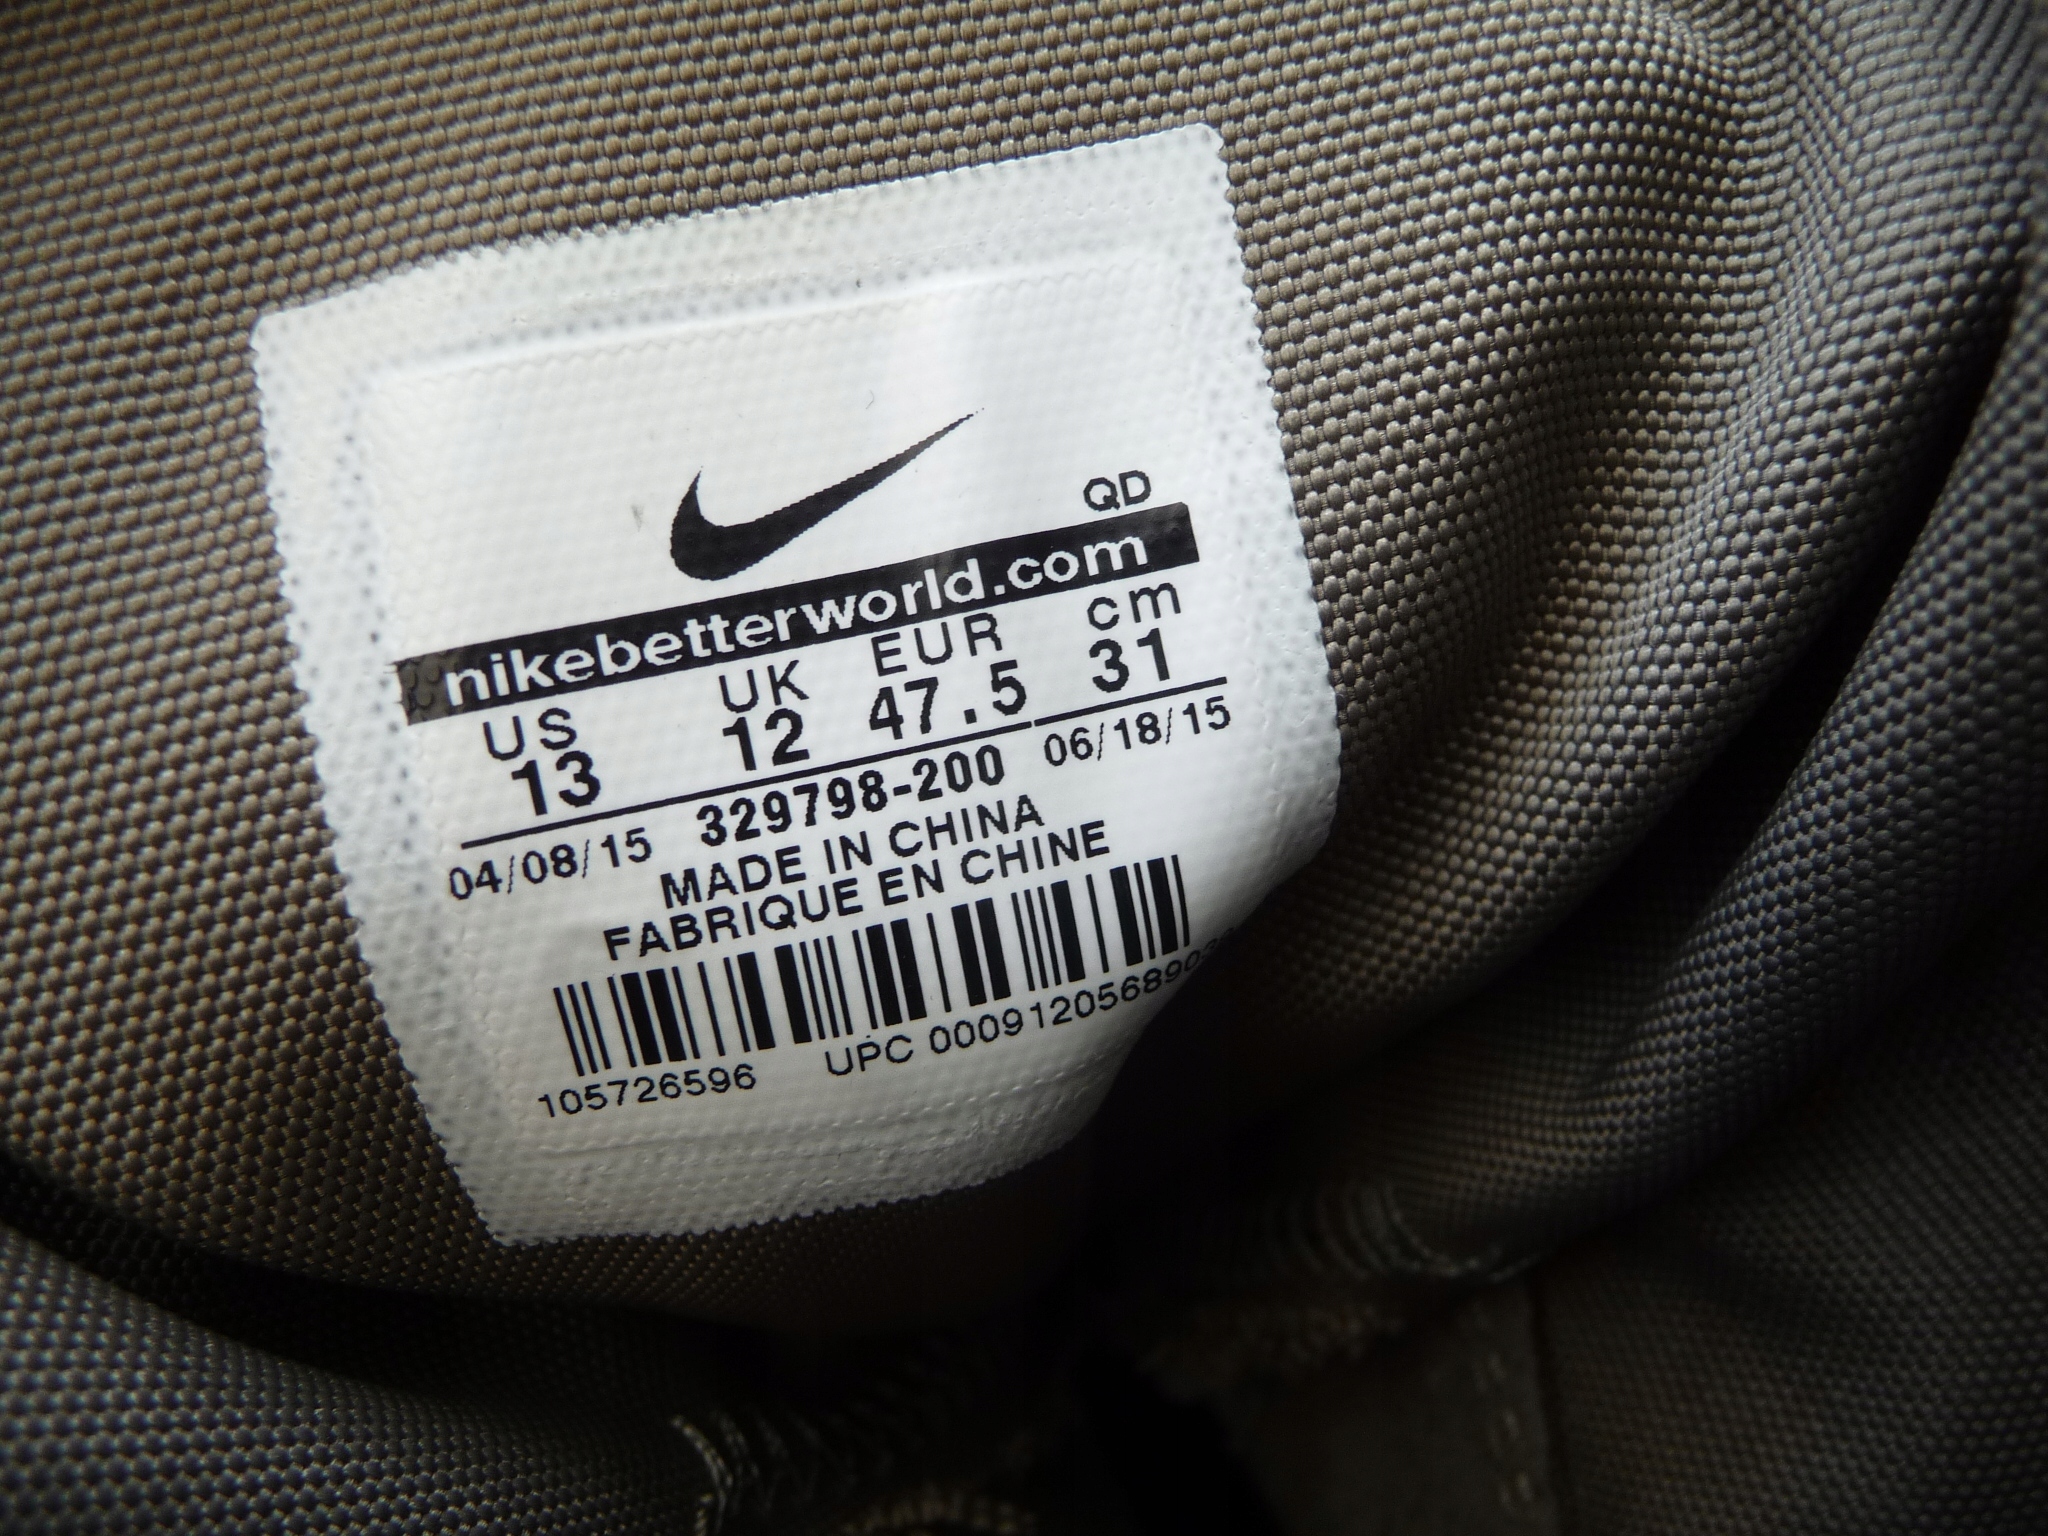 QD
nikebetterworld.com
US UK EUR cm
13 12 47.5 31
04/08/15 329798-200 06/18/15
MADE IN CHINA
FABRIQUE EN CHINE
105726596 UPC 00091205689